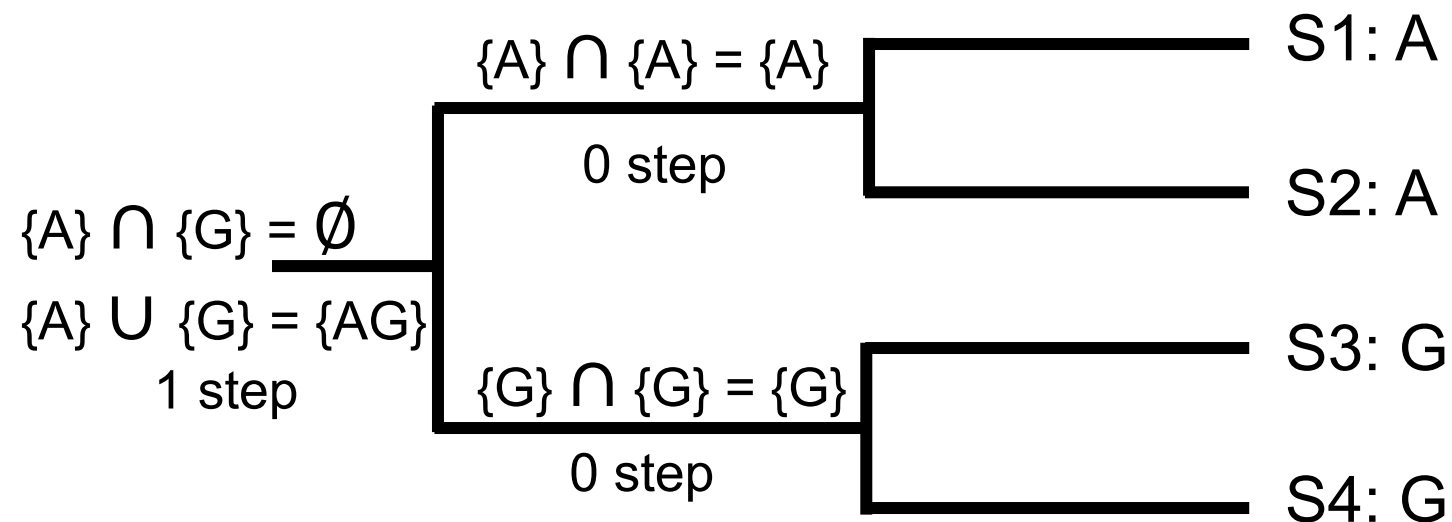 {A} ∩ {A} = {A}
0 step
S1: A
S2: A
{A} ∩ {G} = Ø
{A} ∪ {G} = {AG}
1 step
{G} ∩ {G} = {G}
0 step
S3: G
S4: G